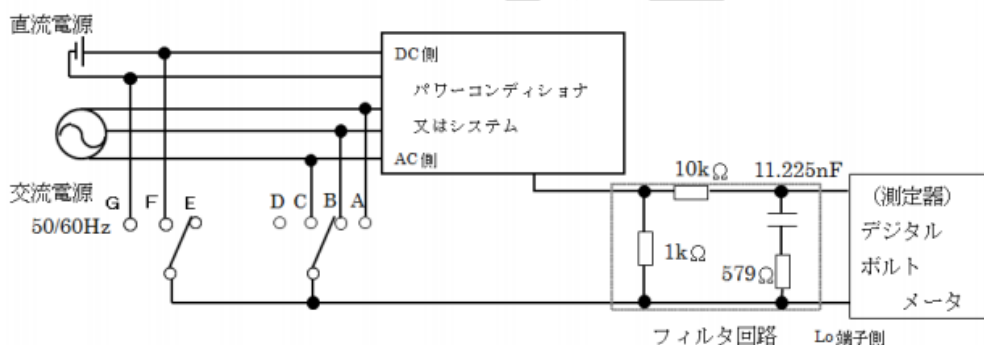 直流電源
DC側
パワーコンディショナ
又はシステム
AC側
交流電源
50/60Hz
G F E D C B A
10kΩ 11.225nF
1kΩ
579Ω
(測定器)
デジタル
ボルト
メータ
フィルタ回路
Lo端子側